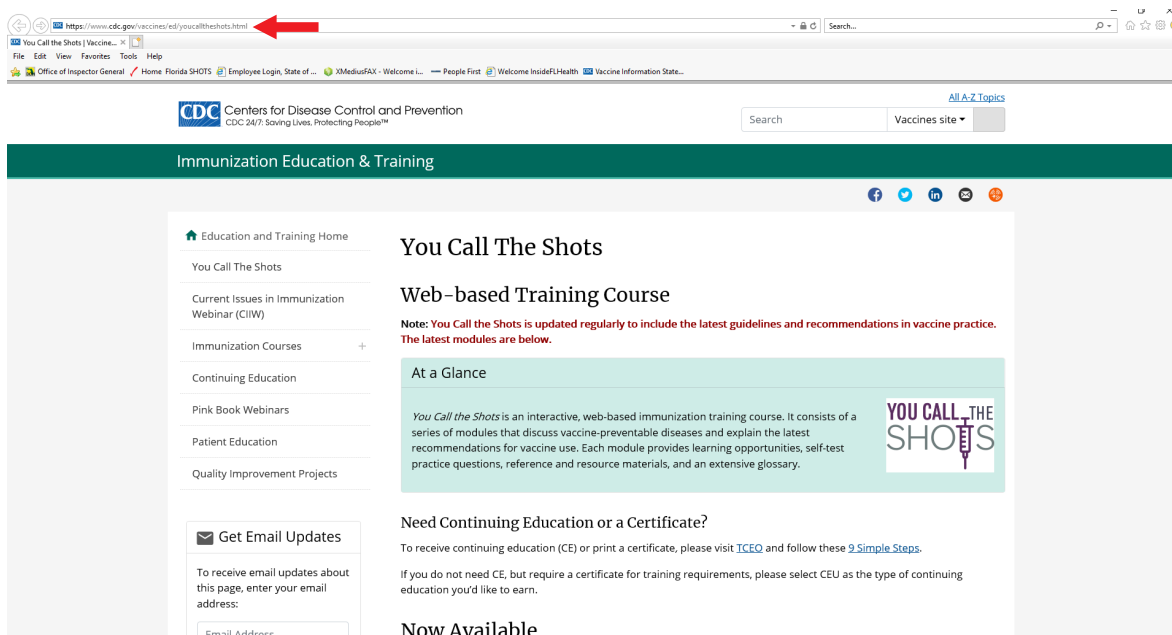 https://www.cdc.gov/vaccines/ed/youcalltheshots.html
Search...
You Call the Shots | Vaccine...
File Edit View Favorites Tools Help
Office of Inspector General Home Florida SHOTS Employee Login, State of ... XMediusFAX - Welcome i... People First Welcome InsideFLHealth Vaccine Information State...
All A-Z Topics
CDC Centers for Disease Control and Prevention
CDC 24/7: Saving Lives, Protecting People™
Search Vaccines site
Immunization Education & Training
Education and Training Home
You Call The Shots
Current Issues in Immunization
Webinar (CIIW)
Immunization Courses
Continuing Education
Pink Book Webinars
Patient Education
Quality Improvement Projects
Get Email Updates
To receive email updates about
this page, enter your email
address:
Email Address
You Call The Shots
Web-based Training Course
Note: You Call the Shots is updated regularly to include the latest guidelines and recommendations in vaccine practice.
The latest modules are below.
At a Glance
You Call the Shots is an interactive, web-based immunization training course. It consists of a
series of modules that discuss vaccine-preventable diseases and explain the latest
recommendations for vaccine use. Each module provides learning opportunities, self-test
practice questions, reference and resource materials, and an extensive glossary.
YOU CALL THE
SHOTS
Need Continuing Education or a Certificate?
To receive continuing education (CE) or print a certificate, please visit TCEO and follow these 9 Simple Steps.
If you do not need CE, but require a certificate for training requirements, please select CEU as the type of continuing
education you'd like to earn.
Now Available